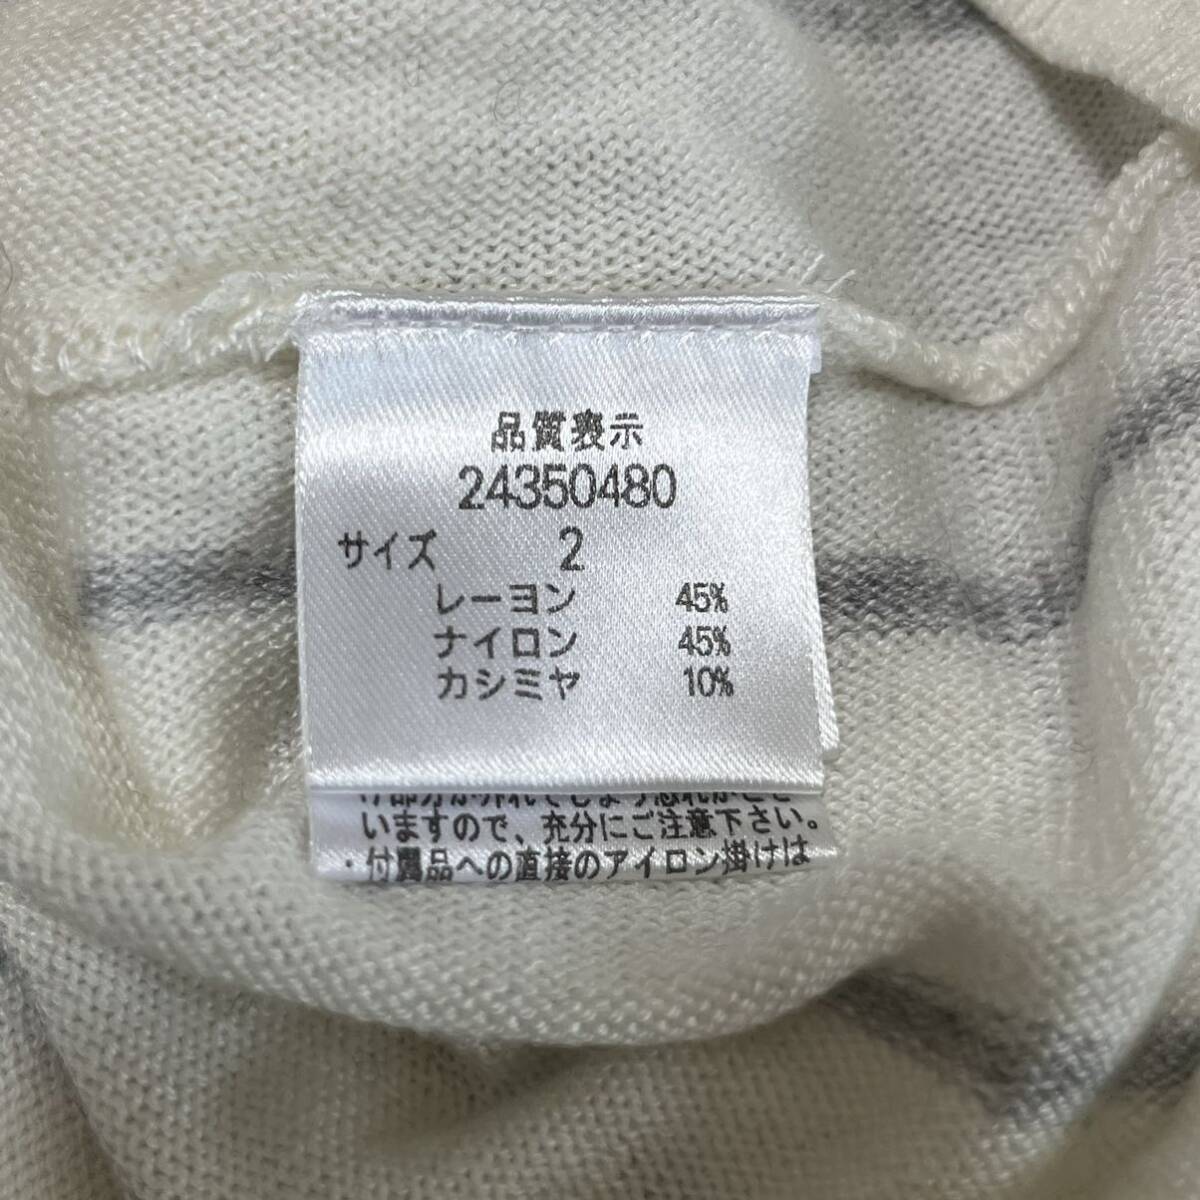 品質表示
24350480
サイズ 2
レーヨン 45%
ナイロン 45%
カシミヤ 10%
いますので、充分にご注意下さい。
・付属品への直接のアイロン掛けは